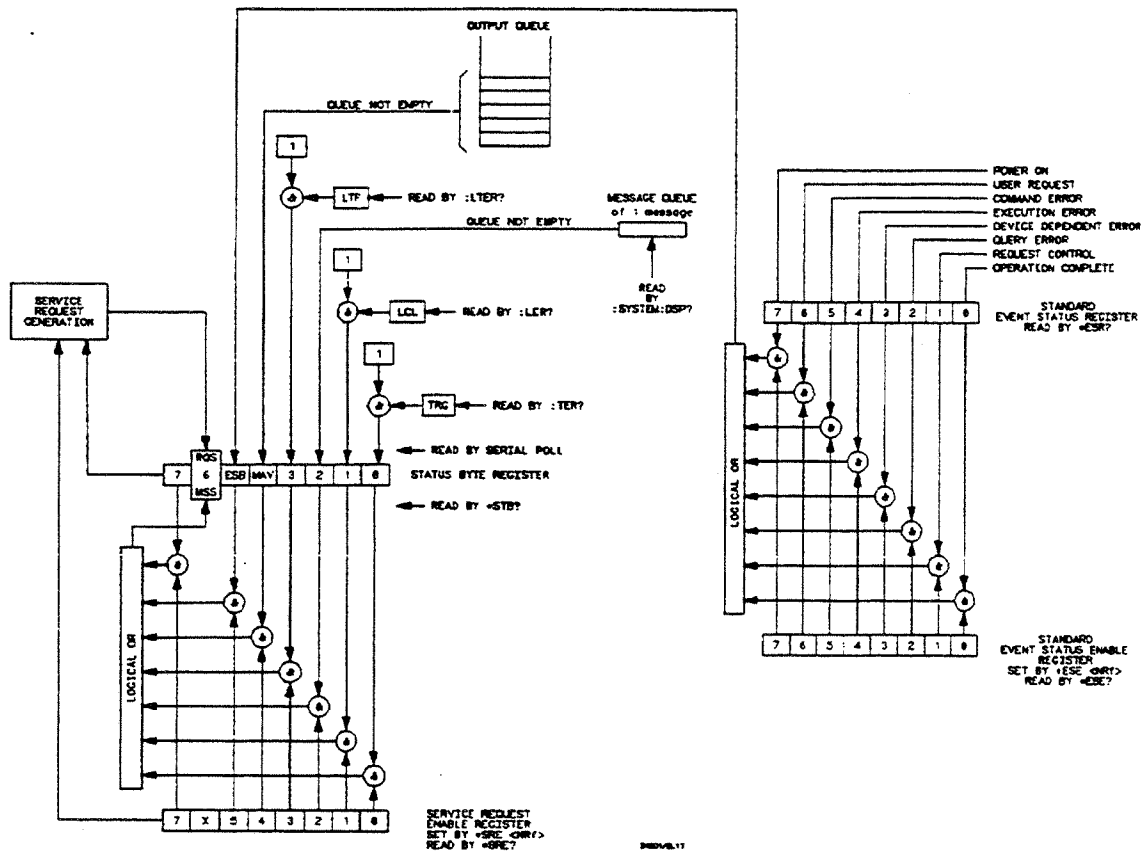 OUTPUT QUEUE
QUEUE NOT EMPTY
1
&
LTF
READ BY :LTER?
MESSAGE QUEUE
of 1 message
QUEUE NOT EMPTY
1
&
LCL
READ BY :LER?
READ
BY
:SYSTEM:DSP?
1
&
TRG
READ BY :TER?
SERVICE
REQUEST
GENERATION
READ BY SERIAL POLL
7 RQS 6 MSS ESB MAV 3 2 1 0
STATUS BYTE REGISTER
READ BY *STB?
LOGICAL OR
& & & & & & &
7 X 5 4 3 2 1 0
SERVICE REQUEST
ENABLE REGISTER
SET BY *SRE <NR1>
READ BY *SRE?
POWER ON
USER REQUEST
COMMAND ERROR
EXECUTION ERROR
DEVICE DEPENDENT ERROR
QUERY ERROR
REQUEST CONTROL
OPERATION COMPLETE
7 6 5 4 3 2 1 0
STANDARD
EVENT STATUS REGISTER
READ BY *ESR?
LOGICAL OR
& & & & & & & &
7 6 5 4 3 2 1 0
STANDARD
EVENT STATUS ENABLE
REGISTER
SET BY *ESE <NR1>
READ BY *ESE?